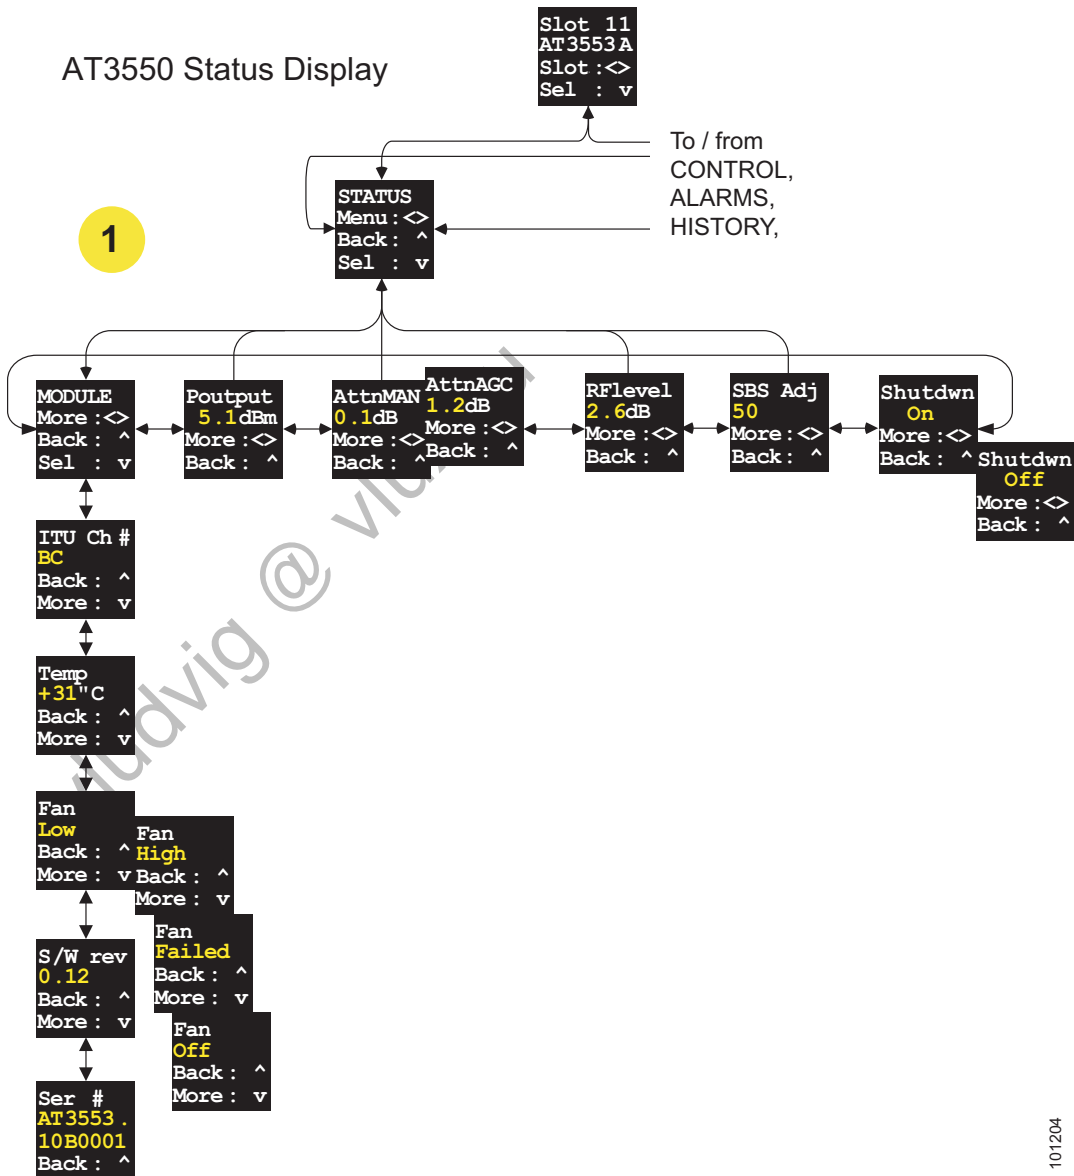 AT3550 Status Display
Slot 11
AT3553A
Slot :<>
Sel : v
To / from
CONTROL,
ALARMS,
HISTORY,
STATUS
Menu :<>
Back : ^
Sel : v
1
MODULE
More :<>
Back : ^
Sel : v
Poutput
5.1dBm
More :<>
Back : ^
AttnMAN
0.1dB
More :<>
Back : ^
AttnAGC
1.2dB
More :<>
Back : ^
RFlevel
2.6dB
More :<>
Back : ^
SBS Adj
50
More :<>
Back : ^
Shutdwn
On
More :<>
Back : ^
Shutdwn
Off
More :<>
Back : ^
ITU Ch #
BC
Back : ^
More : v
Temp
+31"C
Back : ^
More : v
Fan
Low
Back : ^
More : v
Fan
High
Back : ^
More : v
Fan
Failed
Back : ^
More : v
Fan
Off
Back : ^
More : v
S/W rev
0.12
Back : ^
More : v
Ser #
AT3553.
10B0001
Back : ^
101204